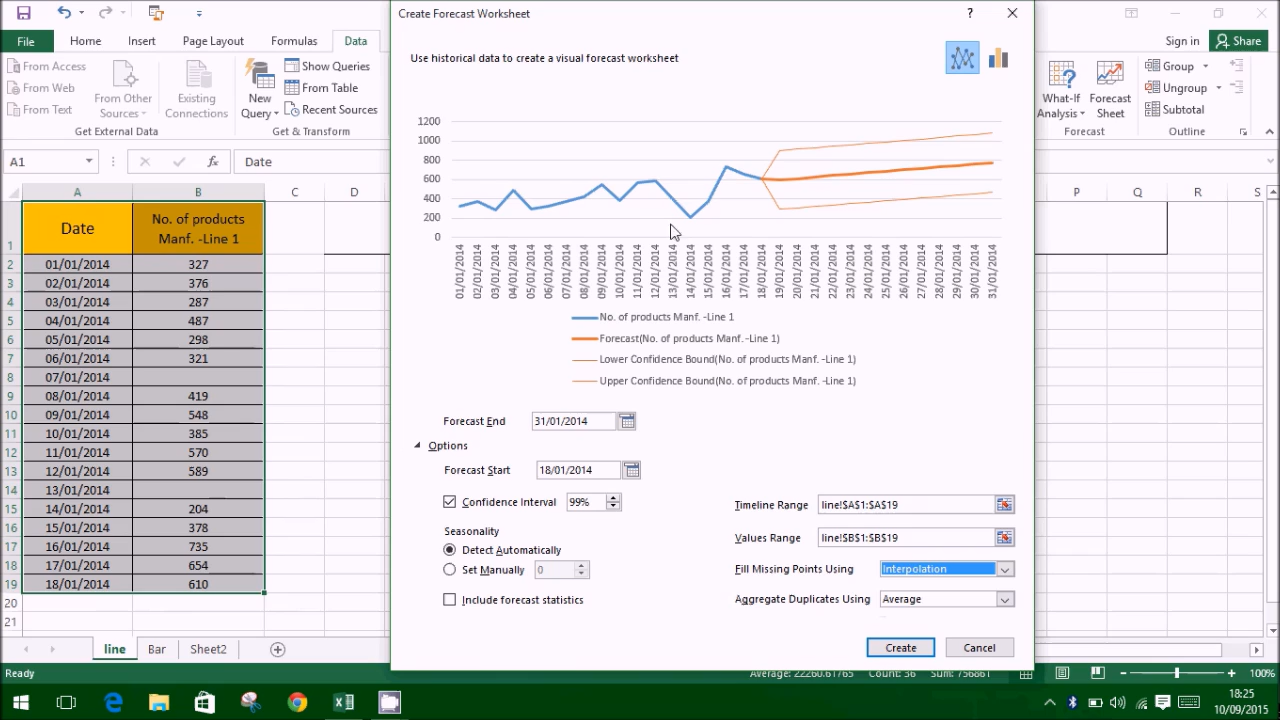 Create Forecast Worksheet
?
File
Home
Insert
Page Layout
Formulas
Data
Sign in
Share
From Access
From Web
From Text
From Other Sources
Existing Connections
Get External Data
New Query
Show Queries
From Table
Recent Sources
Get & Transform
What-If Analysis
Forecast Sheet
Forecast
Group
Ungroup
Subtotal
Outline
A1
fx
Date
A B C D P Q R S
1 Date No. of products Manf. -Line 1
2 01/01/2014 327
3 02/01/2014 376
4 03/01/2014 287
5 04/01/2014 487
6 05/01/2014 298
7 06/01/2014 321
8 07/01/2014
9 08/01/2014 419
10 09/01/2014 548
11 10/01/2014 385
12 11/01/2014 570
13 12/01/2014 589
14 13/01/2014
15 14/01/2014 204
16 15/01/2014 378
17 16/01/2014 735
18 17/01/2014 654
19 18/01/2014 610
20
21
Use historical data to create a visual forecast worksheet
1200
1000
800
600
400
200
0
01/01/2014 02/01/2014 03/01/2014 04/01/2014 05/01/2014 06/01/2014 07/01/2014 08/01/2014 09/01/2014 10/01/2014 11/01/2014 12/01/2014 13/01/2014 14/01/2014 15/01/2014 16/01/2014 17/01/2014 18/01/2014 19/01/2014 20/01/2014 21/01/2014 22/01/2014 23/01/2014 24/01/2014 25/01/2014 26/01/2014 27/01/2014 28/01/2014 29/01/2014 30/01/2014 31/01/2014
No. of products Manf. -Line 1
Forecast(No. of products Manf. -Line 1)
Lower Confidence Bound(No. of products Manf. -Line 1)
Upper Confidence Bound(No. of products Manf. -Line 1)
Forecast End 31/01/2014
Options
Forecast Start 18/01/2014
Confidence Interval 99%
Seasonality
Detect Automatically
Set Manually 0
Include forecast statistics
Timeline Range line!$A$1:$A$19
Values Range line!$B$1:$B$19
Fill Missing Points Using Interpolation
Aggregate Duplicates Using Average
Create
Cancel
line
Bar
Sheet2
Ready
Average: 22260.61765 Count: 36 Sum: 756861
100%
18:25
10/09/2015